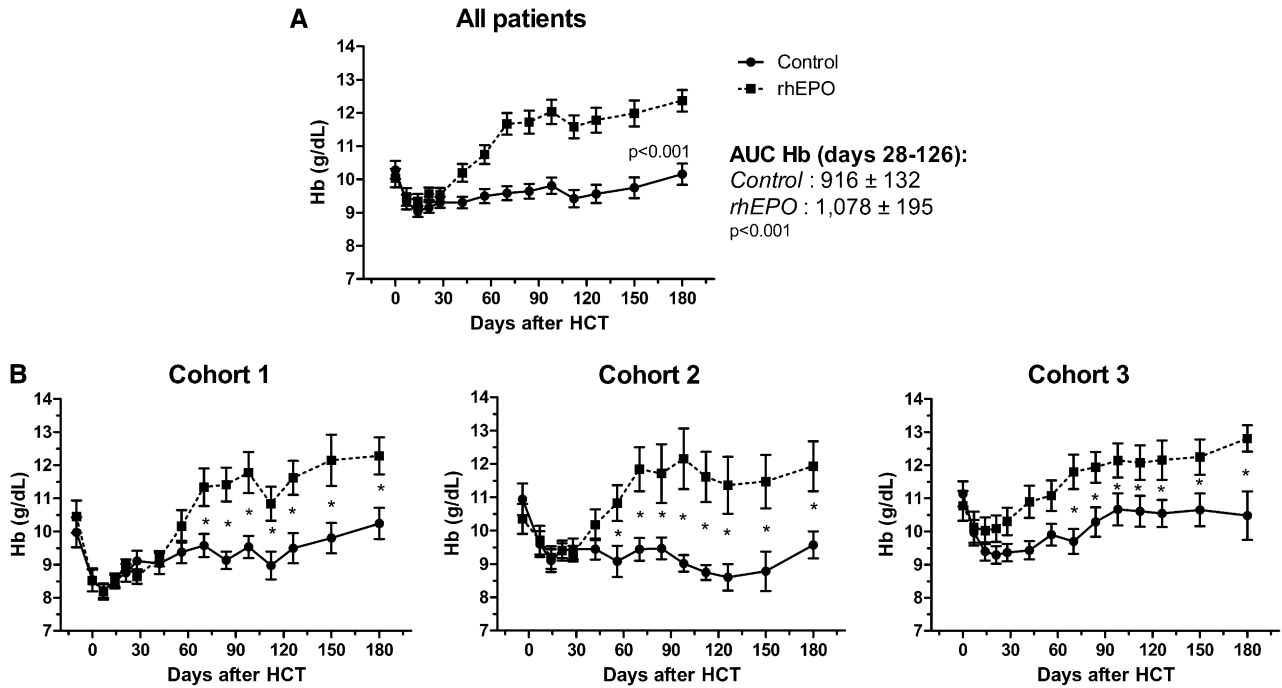 A
All patients
14
13
12
11
10
9
8
7
Hb (g/dL)
p<0.001
0 30 60 90 120 150 180
Days after HCT
Control
rhEPO
AUC Hb (days 28-126):
Control : 916 ± 132
rhEPO : 1,078 ± 195
p<0.001
B
Cohort 1
14
13
12
11
10
9
8
7
Hb (g/dL)
* * * * * * *
0 30 60 90 120 150 180
Days after HCT
Cohort 2
14
13
12
11
10
9
8
7
Hb (g/dL)
* * * * * * * *
0 30 60 90 120 150 180
Days after HCT
Cohort 3
14
13
12
11
10
9
8
7
Hb (g/dL)
* * * * * * *
0 30 60 90 120 150 180
Days after HCT